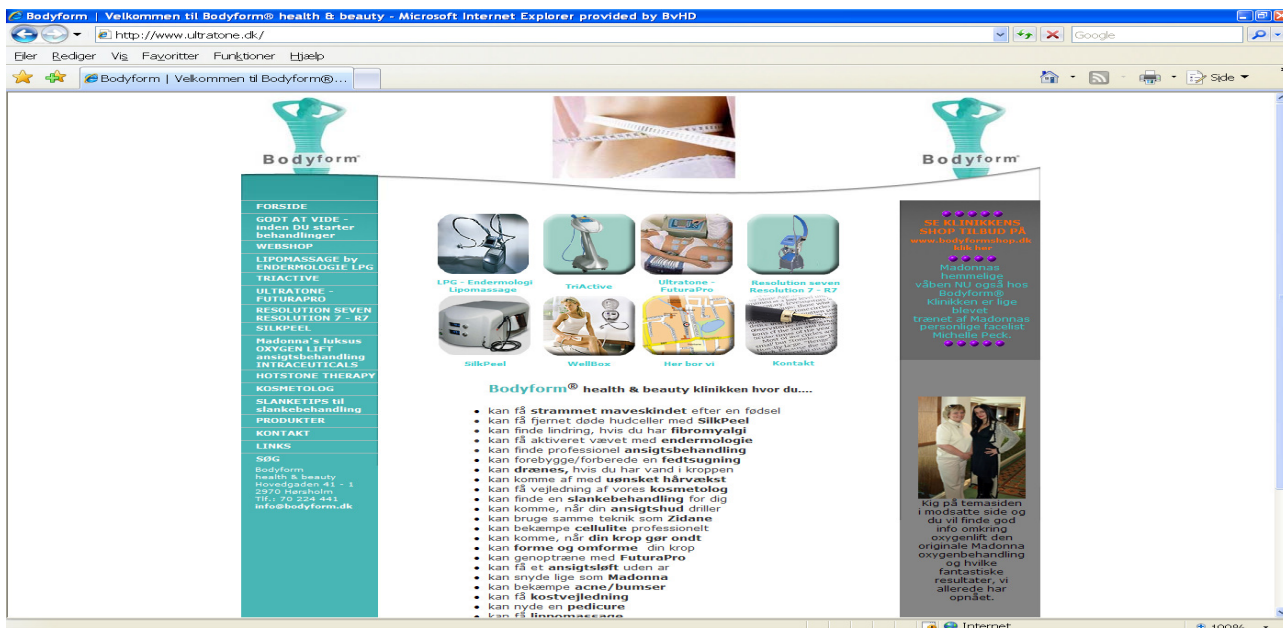 Bodyform | Velkommen til Bodyform® health & beauty - Microsoft Internet Explorer provided by BvHD
http://www.ultratone.dk/
Google
Filer Rediger Vis Favoritter Funktioner Hjælp
Bodyform | Velkommen til Bodyform®...
Side
Bodyform
Bodyform
FORSIDE
GODT AT VIDE -
inden DU starter
behandlinger
WEBSHOP
LIPOMASSAGE by
ENDERMOLOGIE LPG
TRIACTIVE
ULTRATONE -
FUTURAPRO
RESOLUTION SEVEN
RESOLUTION 7 - R7
SILKPEEL
Madonna's luksus
OXYGEN LIFT
ansigtsbehandling
INTRACEUTICALS
HOTSTONE THERAPY
KOSMETOLOG
SLANKETIPS til
slankebehandling
PRODUKTER
KONTAKT
LINKS
SØG
Bodyform
health & beauty
Hovedgaden 41 - 1
2970 Hørsholm
Tlf.: 70 224 441
info@bodyform.dk
LPG - Endermologi
Lipomassage
TriActive
Ultratone -
FuturaPro
Resolution seven
Resolution 7 - R7
SilkPeel
WellBox
Her bor vi
Kontakt
Bodyform® health & beauty klinikken hvor du....
kan få strammet maveskindet efter en fødsel
kan få fjernet døde hudceller med SilkPeel
kan finde lindring, hvis du har fibromyalgi
kan få aktiveret vævet med endermologie
kan finde professionel ansigtsbehandling
kan forebygge/forberede en fedtsugning
kan drænes, hvis du har vand i kroppen
kan komme af med uønsket hårvækst
kan få vejledning af vores kosmetolog
kan finde en slankebehandling for dig
kan komme, når din ansigtshud driller
kan bruge samme teknik som Zidane
kan bekæmpe cellulite professionelt
kan komme, når din krop gør ondt
kan forme og omforme din krop
kan genoptræne med FuturaPro
kan få et ansigtsløft uden ar
kan snyde lige som Madonna
kan bekæmpe acne/bumser
kan få kostvejledning
kan nyde en pedicure
kan få lipomassage
SE KLINIKKENS
SHOP TILBUD PÅ
www.bodyformshop.dk
klik her
Madonnas
hemmelige
våben NU også hos
Bodyform®
Klinikken er lige
blevet
trænet af Madonnas
personlige facelist
Michelle Peck.
Kig på temasiden
i modsatte side og
du vil finde god
info omkring
oxygenlift den
originale Madonna
oxygenbehandling
og hvilke
fantastiske
resultater, vi
allerede har
opnået.
Internet
100%